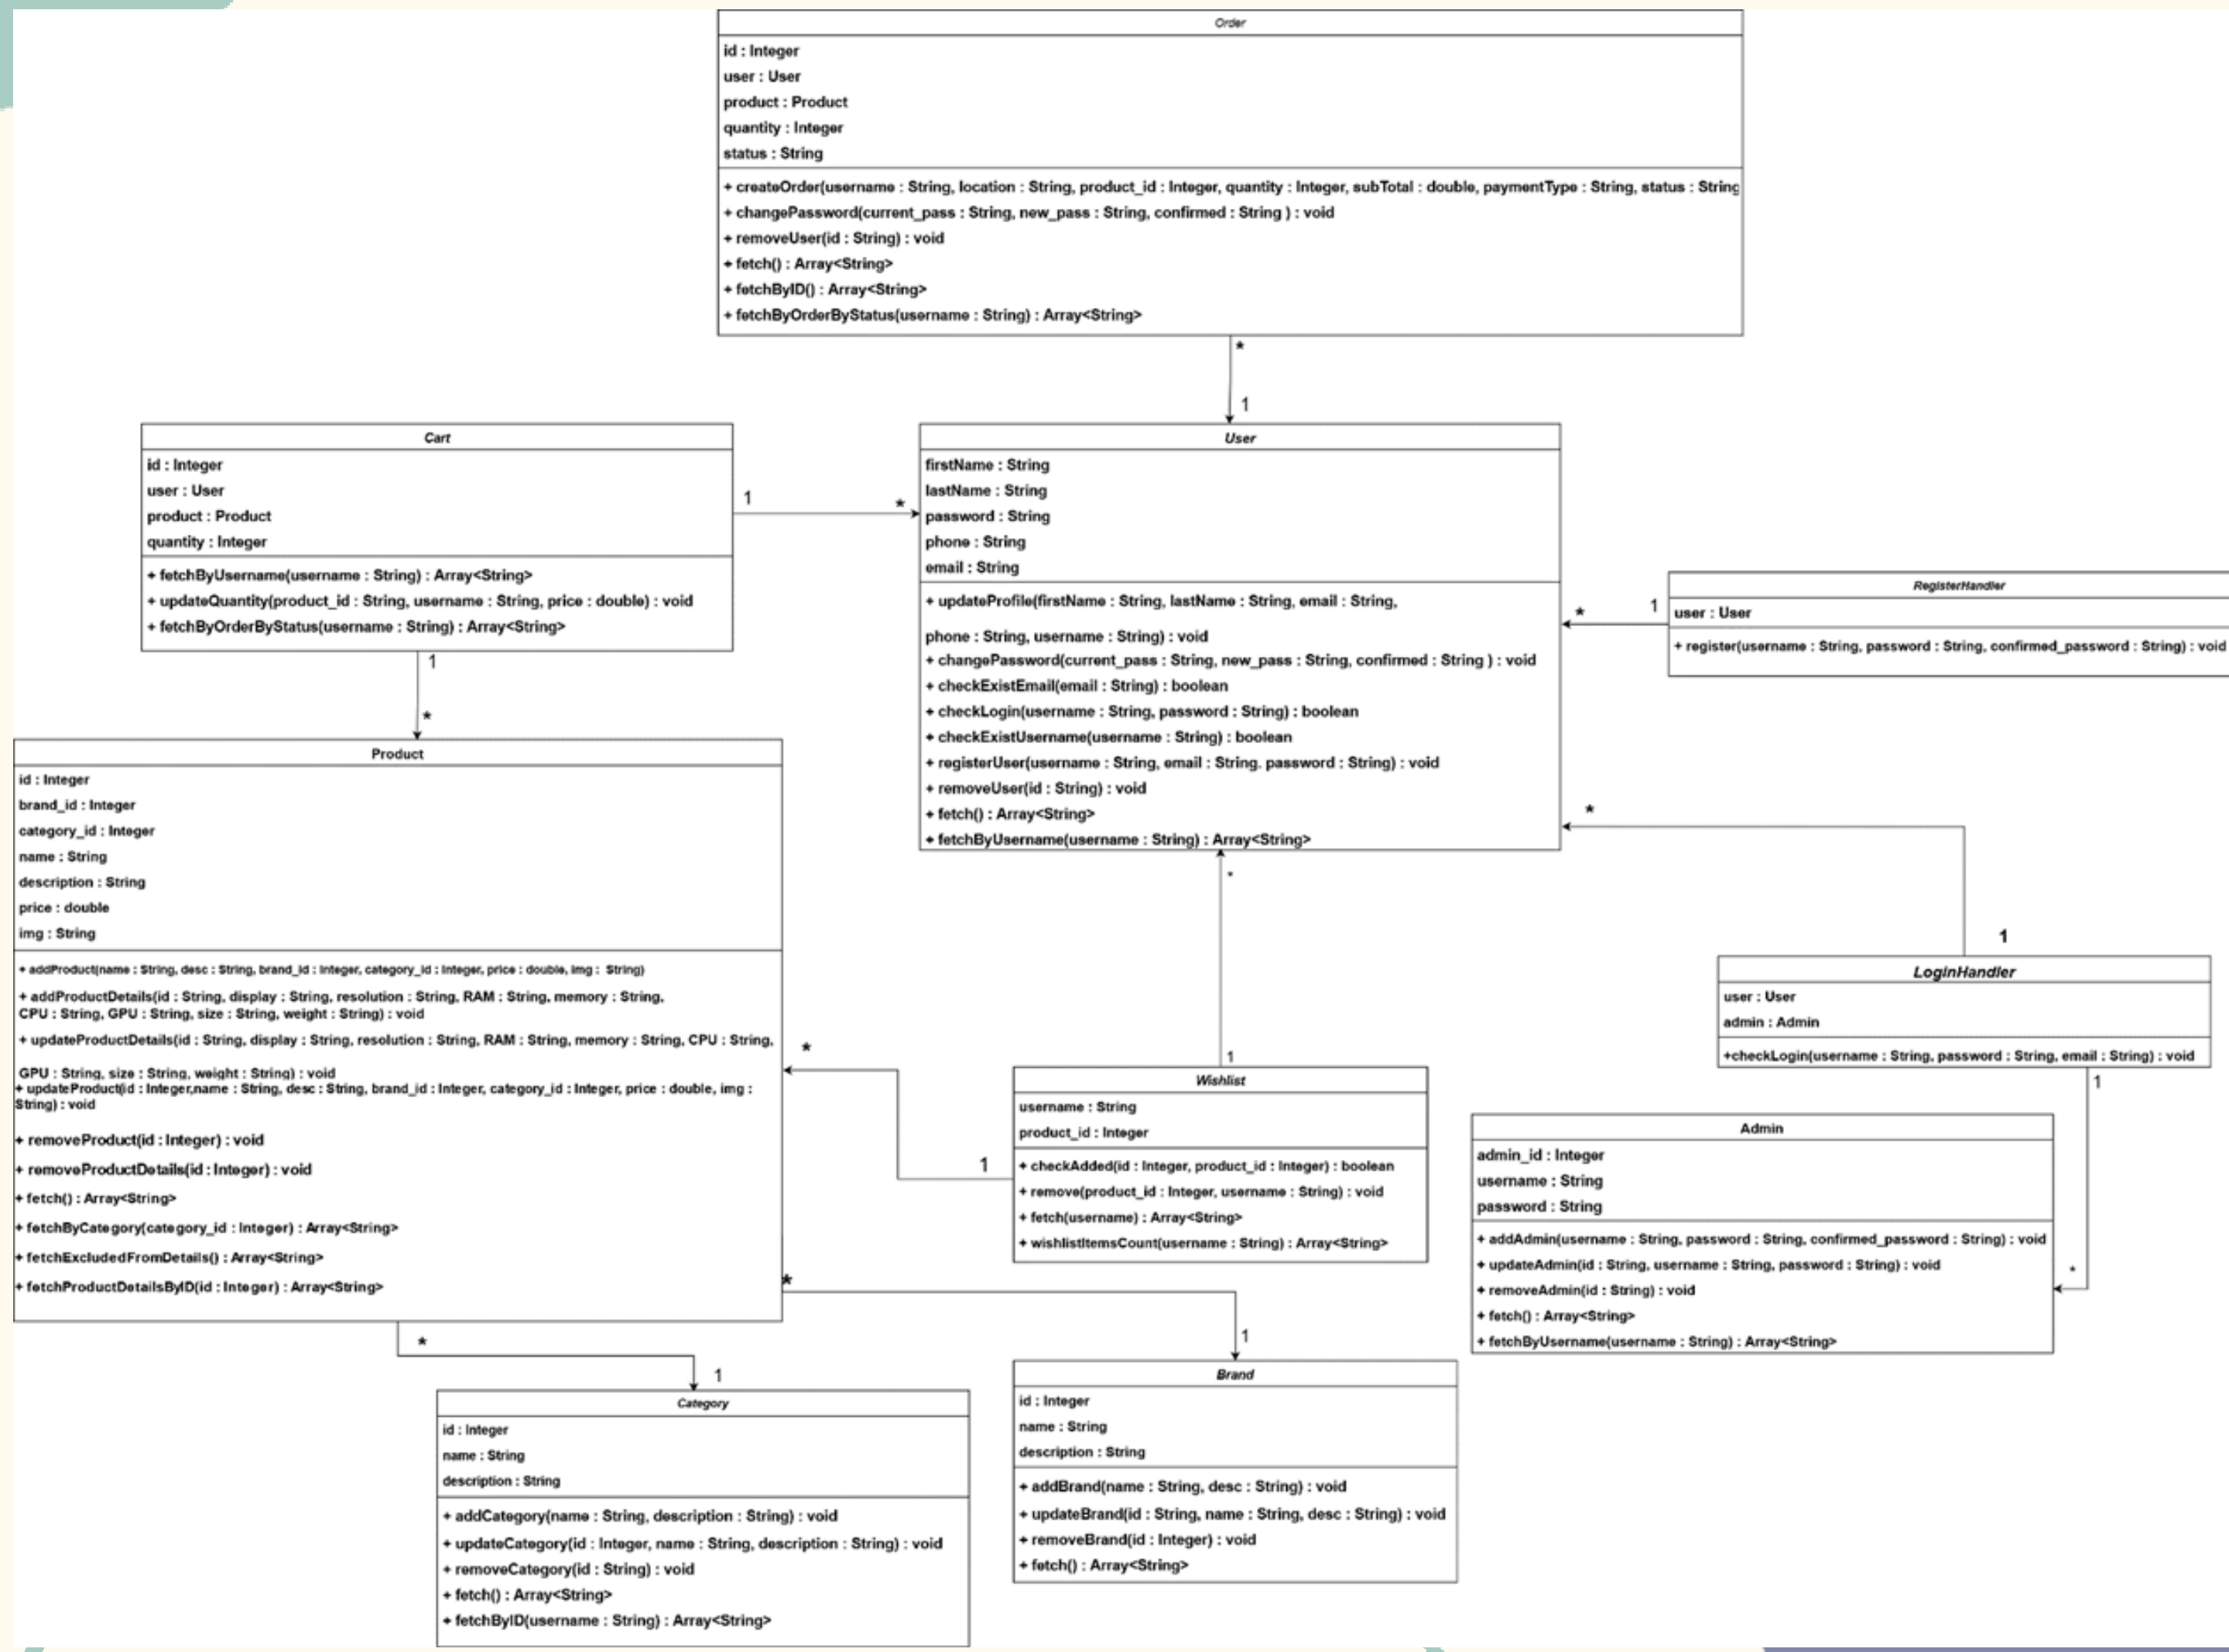 Order
id : Integer
user : User
product : Product
quantity : Integer
status : String
+ createOrder(username : String, location : String, product_id : Integer, quantity : Integer, subTotal : double, paymentType : String, status : String
+ changePassword(current_pass : String, new_pass : String, confirmed : String ) : void
+ removeUser(id : String) : void
+ fetch() : Array<String>
+ fetchByID() : Array<String>
+ fetchByOrderByStatus(username : String) : Array<String>
*
1
Cart
id : Integer
user : User
product : Product
quantity : Integer
+ fetchByUsername(username : String) : Array<String>
+ updateQuantity(product_id : String, username : String, price : double) : void
+ fetchByOrderByStatus(username : String) : Array<String>
1
*
1
*
User
firstName : String
lastName : String
password : String
phone : String
email : String
+ updateProfile(firstName : String, lastName : String, email : String,
phone : String, username : String) : void
+ changePassword(current_pass : String, new_pass : String, confirmed : String ) : void
+ checkExistEmail(email : String) : boolean
+ checkLogin(username : String, password : String) : boolean
+ checkExistUsername(username : String) : boolean
+ registerUser(username : String, email : String. password : String) : void
+ removeUser(id : String) : void
+ fetch() : Array<String>
+ fetchByUsername(username : String) : Array<String>
*
1
RegisterHandler
user : User
+ register(username : String, password : String, confirmed_password : String) : void
*
1
LoginHandler
user : User
admin : Admin
+checkLogin(username : String, password : String, email : String) : void
1
*
Product
id : Integer
brand_id : Integer
category_id : Integer
name : String
description : String
price : double
img : String
+ addProduct(name : String, desc : String, brand_id : Integer, category_id : Integer, price : double, img : String)
+ addProductDetails(id : String, display : String, resolution : String, RAM : String, memory : String,
CPU : String, GPU : String, size : String, weight : String) : void
+ updateProductDetails(id : String, display : String, resolution : String, RAM : String, memory : String, CPU : String,
GPU : String, size : String, weight : String) : void
+ updateProduct(id : Integer,name : String, desc : String, brand_id : Integer, category_id : Integer, price : double, img :
String) : void
+ removeProduct(id : Integer) : void
+ removeProductDetails(id : Integer) : void
+ fetch() : Array<String>
+ fetchByCategory(category_id : Integer) : Array<String>
+ fetchExcludedFromDetails() : Array<String>
+ fetchProductDetailsByID(id : Integer) : Array<String>
*
1
*
1
Wishlist
username : String
product_id : Integer
+ checkAdded(id : Integer, product_id : Integer) : boolean
+ remove(product_id : Integer, username : String) : void
+ fetch(username) : Array<String>
+ wishlistItemsCount(username : String) : Array<String>
Admin
admin_id : Integer
username : String
password : String
+ addAdmin(username : String, password : String, confirmed_password : String) : void
+ updateAdmin(id : String, username : String, password : String) : void
+ removeAdmin(id : String) : void
+ fetch() : Array<String>
+ fetchByUsername(username : String) : Array<String>
*
1
*
1
Category
id : Integer
name : String
description : String
+ addCategory(name : String, description : String) : void
+ updateCategory(id : Integer, name : String, description : String) : void
+ removeCategory(id : String) : void
+ fetch() : Array<String>
+ fetchByID(username : String) : Array<String>
Brand
id : Integer
name : String
description : String
+ addBrand(name : String, desc : String) : void
+ updateBrand(id : String, name : String, desc : String) : void
+ removeBrand(id : Integer) : void
+ fetch() : Array<String>